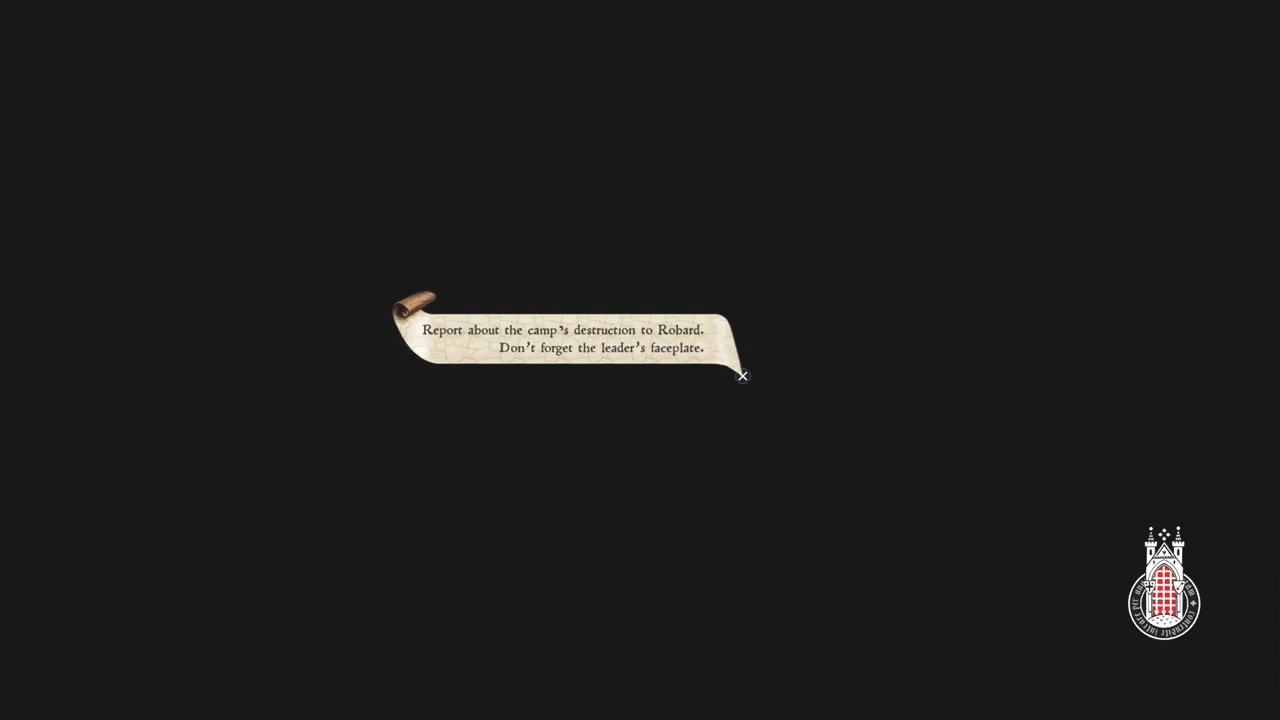 Report about the camp's destruction to Robard.
Don't forget the leader's faceplate.